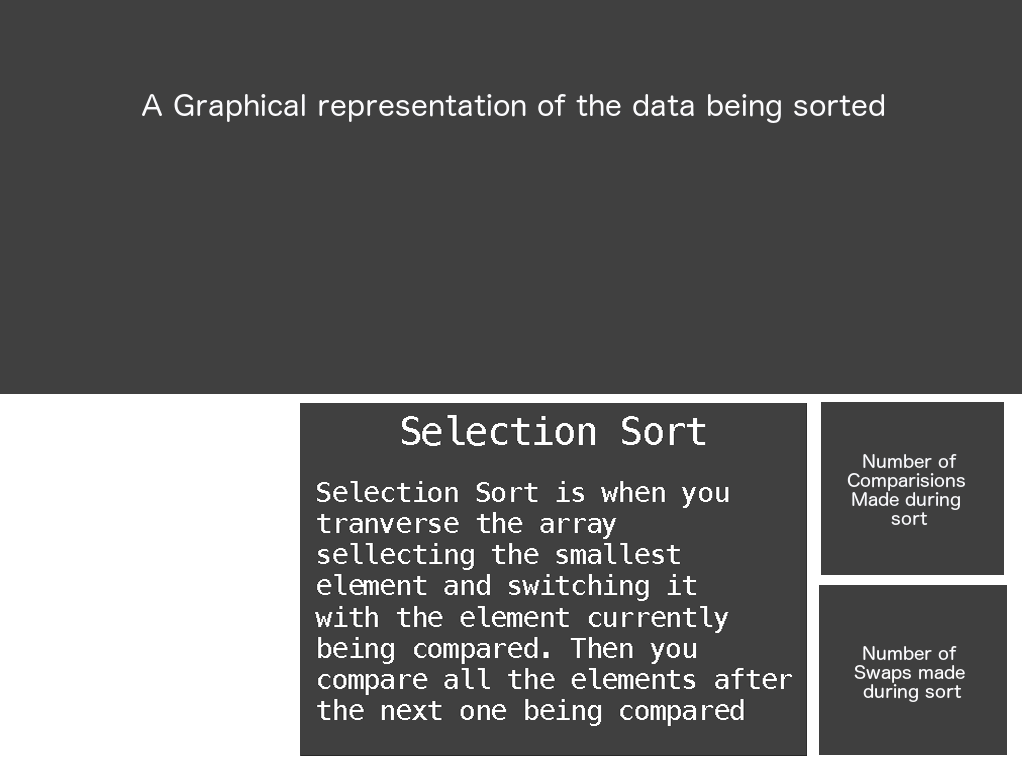 A Graphical representation of the data being sorted
Selection Sort
Selection Sort is when you
tranverse the array
sellecting the smallest
element and switching it
with the element currently
being compared. Then you
compare all the elements after
the next one being compared
Number of
Comparisions
Made during
sort
Number of
Swaps made
during sort